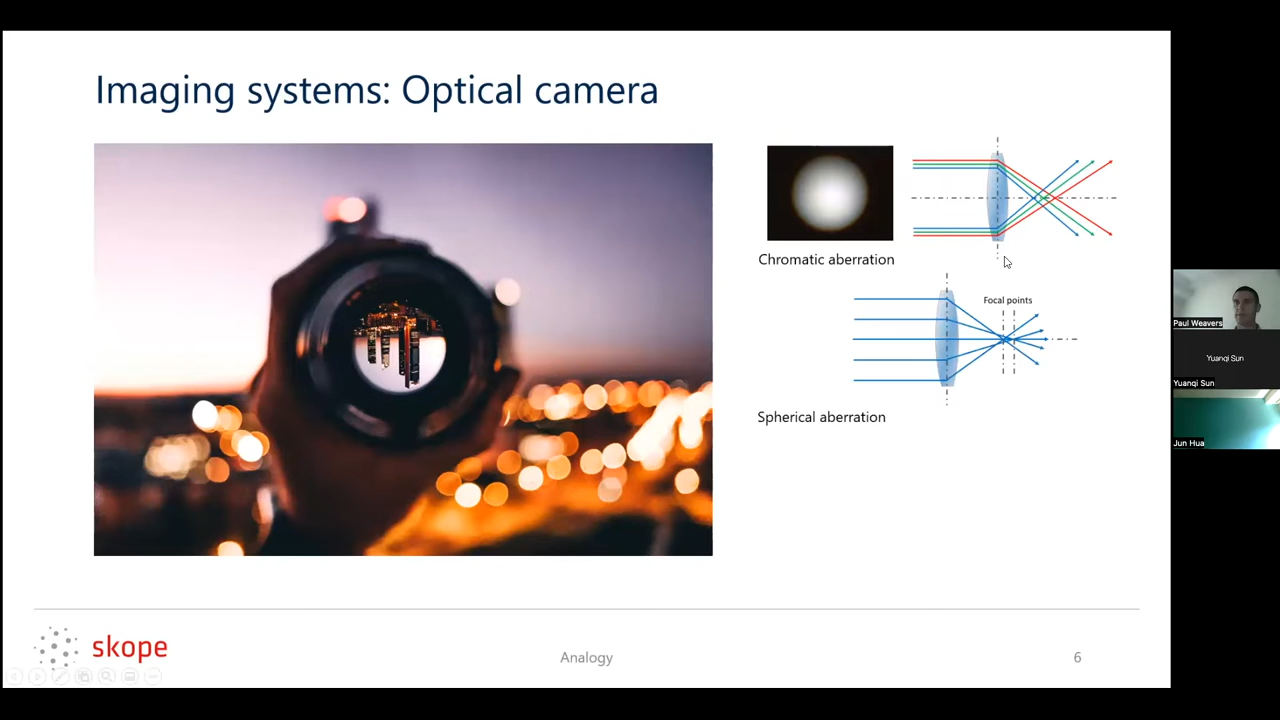 Imaging systems: Optical camera
Chromatic aberration
Focal points
Spherical aberration
skope
Analogy
6
Paul Weavers
Yuanqi Sun
Yuanqi Sun
Jun Hua